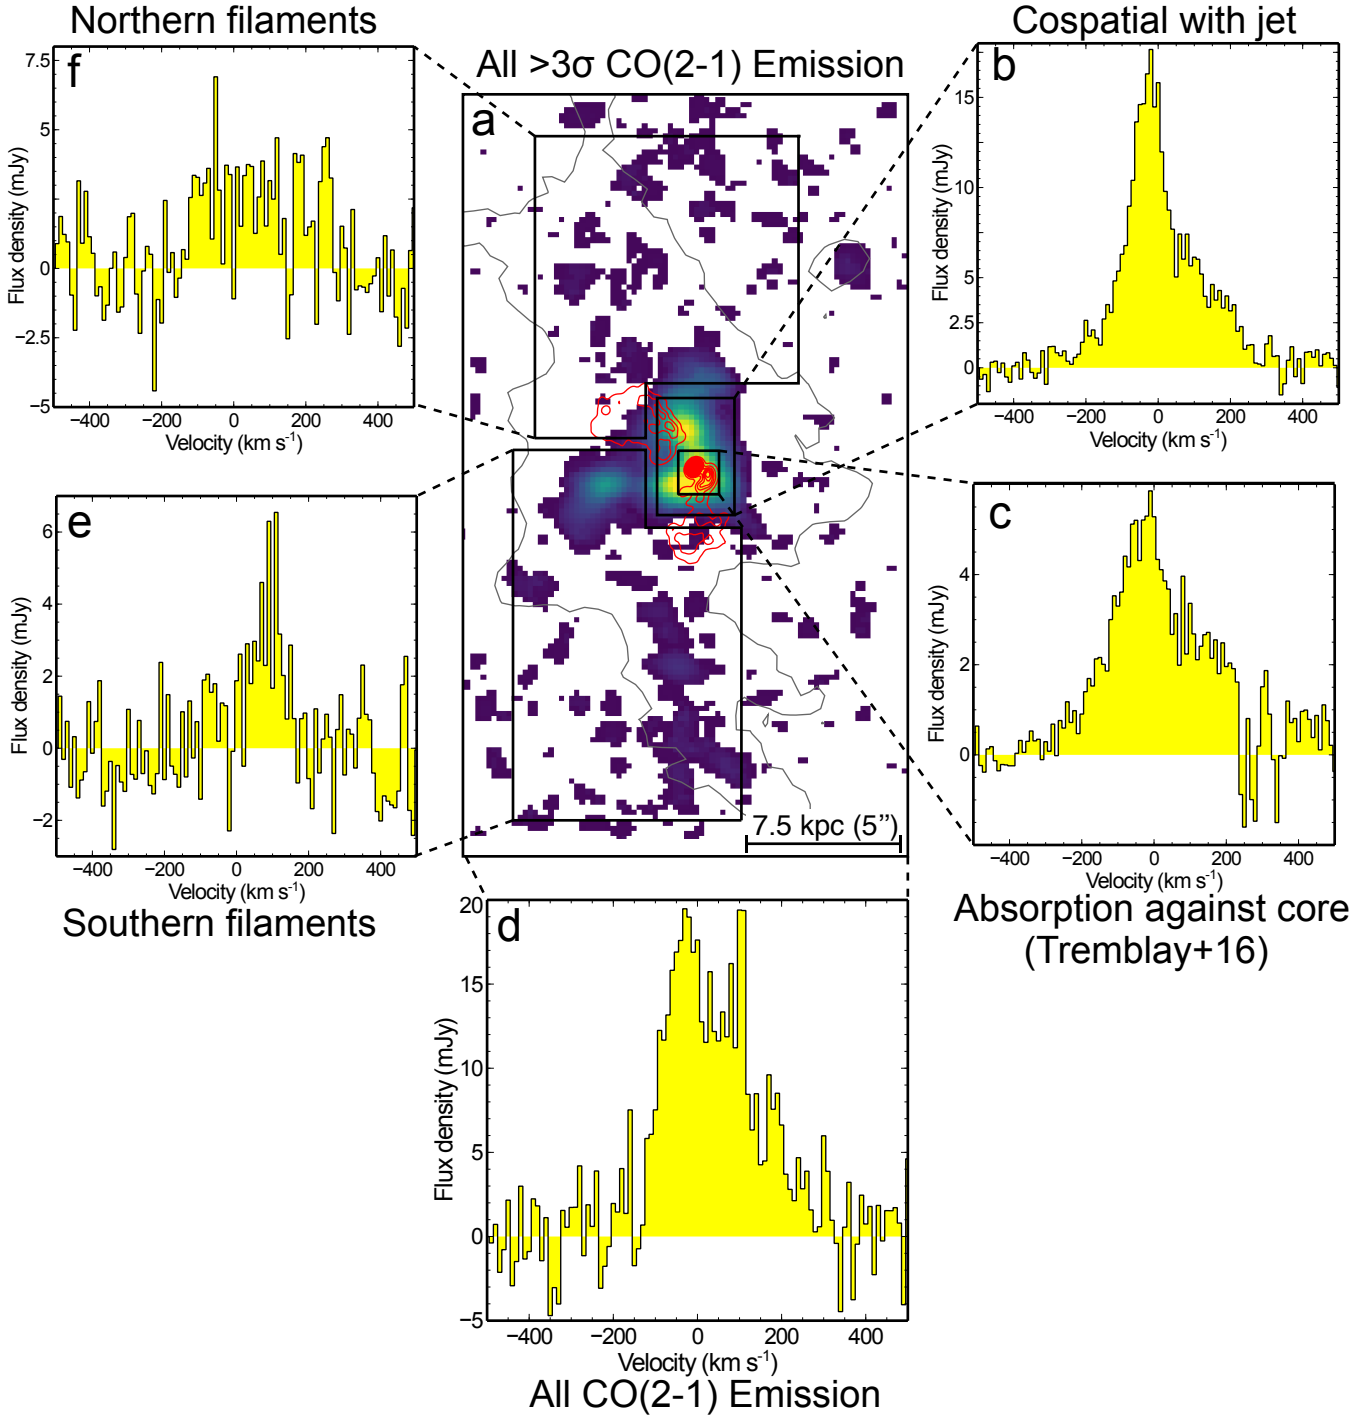 Northern filaments
Cospatial with jet
All >3σ CO(2-1) Emission
f
7.5
5
2.5
0
−2.5
−5
Flux density (mJy)
−400 −200 0 200 400
Velocity (km s⁻¹)
a
7.5 kpc (5”)
b
15
12.5
10
7.5
5
2.5
0
Flux density (mJy)
−400 −200 0 200 400
Velocity (km s⁻¹)
e
6
4
2
0
−2
Flux density (mJy)
−400 −200 0 200 400
Velocity (km s⁻¹)
Southern filaments
c
4
2
0
Flux density (mJy)
−400 −200 0 200 400
Velocity (km s⁻¹)
Absorption against core
(Tremblay+16)
d
20
15
10
5
0
−5
Flux density (mJy)
−400 −200 0 200 400
Velocity (km s⁻¹)
All CO(2-1) Emission